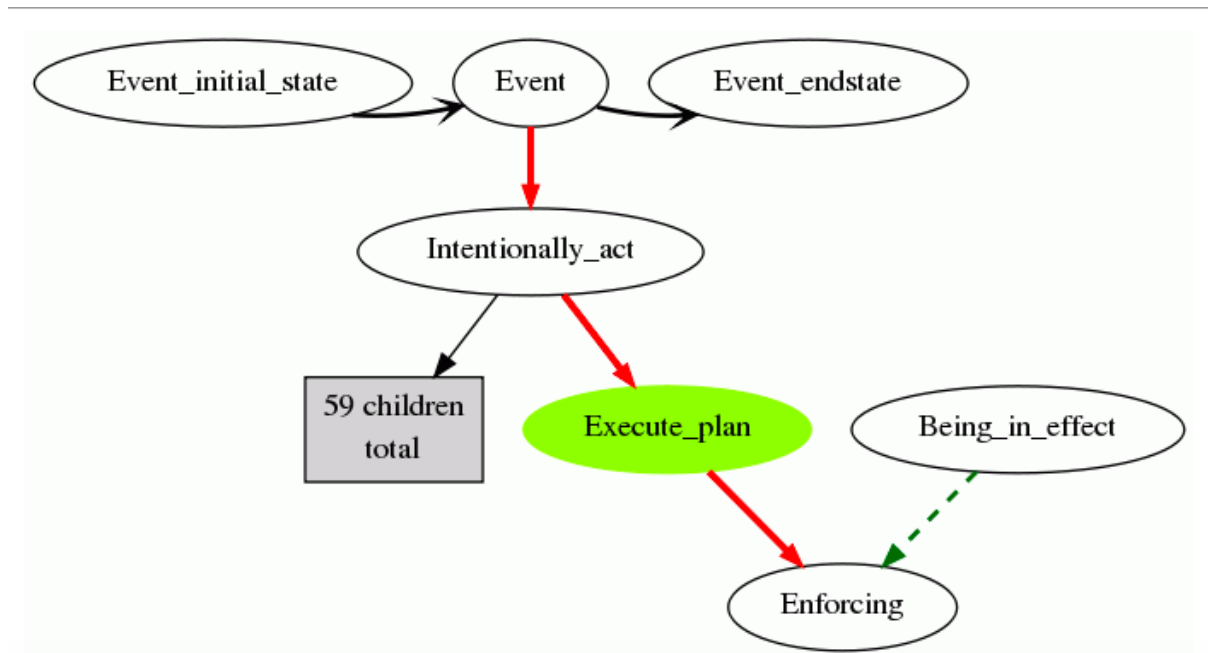 Event_initial_state
Event
Event_endstate
Intentionally_act
59 children
total
Execute_plan
Being_in_effect
Enforcing